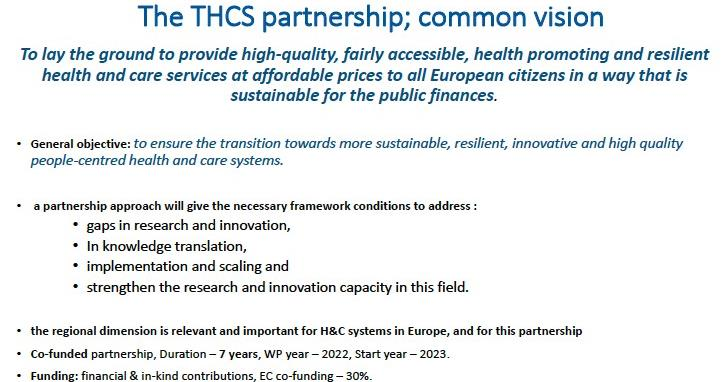 The THCS partnership; common vision
To lay the ground to provide high-quality, fairly accessible, health promoting and resilient
health and care services at affordable prices to all European citizens in a way that is
sustainable for the public finances.
• General objective: to ensure the transition towards more sustainable, resilient, innovative and high quality
people-centred health and care systems.
• a partnership approach will give the necessary framework conditions to address :
• gaps in research and innovation,
• In knowledge translation,
• implementation and scaling and
• strengthen the research and innovation capacity in this field.
• the regional dimension is relevant and important for H&C systems in Europe, and for this partnership
• Co-funded partnership, Duration – 7 years, WP year – 2022, Start year – 2023.
• Funding: financial & in-kind contributions, EC co-funding – 30%.